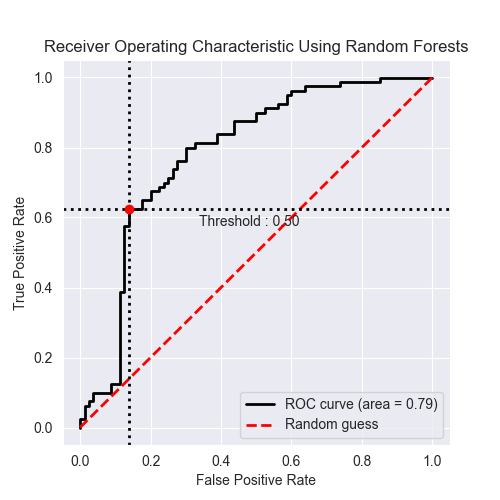 Receiver Operating Characteristic Using Random Forests
1.0
0.8
0.6
0.4
0.2
0.0
True Positive Rate
Threshold : 0.50
ROC curve (area = 0.79)
Random guess
0.0 0.2 0.4 0.6 0.8 1.0
False Positive Rate